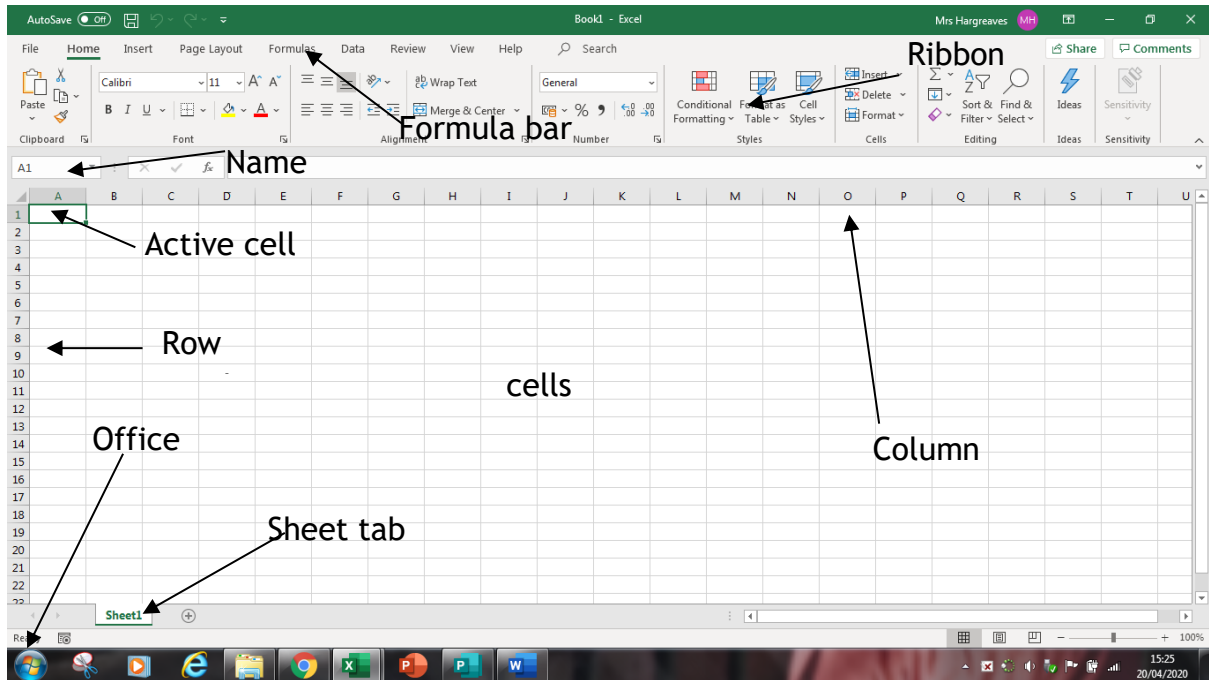 AutoSave Off Book1 - Excel Mrs Hargreaves MH
File Home Insert Page Layout Formulas Data Review View Help Search Share Comments
Ribbon
Paste Calibri 11 A^ A˅ ab Wrap Text General Conditional Format as Cell Insert Σ A Z Sort & Find & Ideas Sensitivity
B I U A Merge & Center % 9 .00 .00 Formatting Table Styles Delete Filter Select
Format
Clipboard Font Alignment Number Styles Cells Editing Ideas Sensitivity
Formula bar
A1 fx
Name
A B C D E F G H I J K L M N O P Q R S T U
1
2
Active cell
3
4
5
6
7
8
Row
9
10 -
11
cells
12
13
14
Office
Column
15
16
17
18
19
Sheet tab
20
21
22
23
Sheet1
100%
15:25
20/04/2020